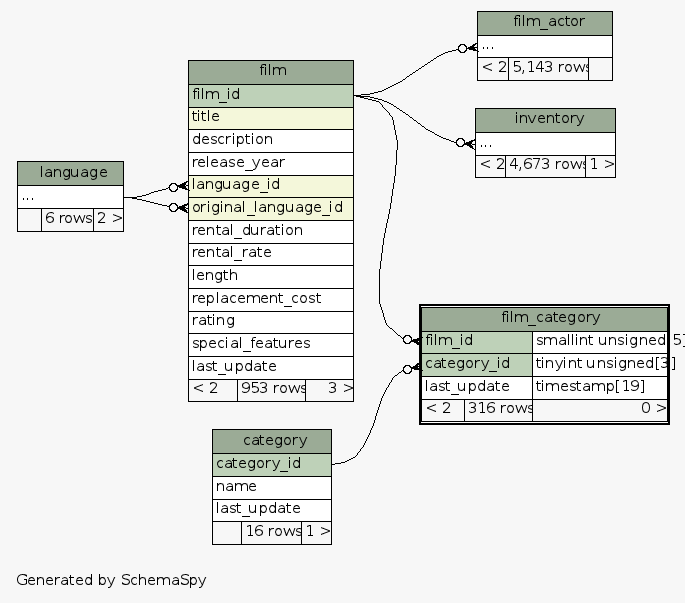 film_actor
...
< 2 5,143 rows
film
film_id
title
description
release_year
language_id
original_language_id
rental_duration
rental_rate
length
replacement_cost
rating
special_features
last_update
< 2 953 rows 3 >
inventory
...
< 2 4,673 rows 1 >
language
...
6 rows 2 >
film_category
film_id smallint unsigned[5]
category_id tinyint unsigned[3]
last_update timestamp[19]
< 2 316 rows 0 >
category
category_id
name
last_update
16 rows 1 >
Generated by SchemaSpy